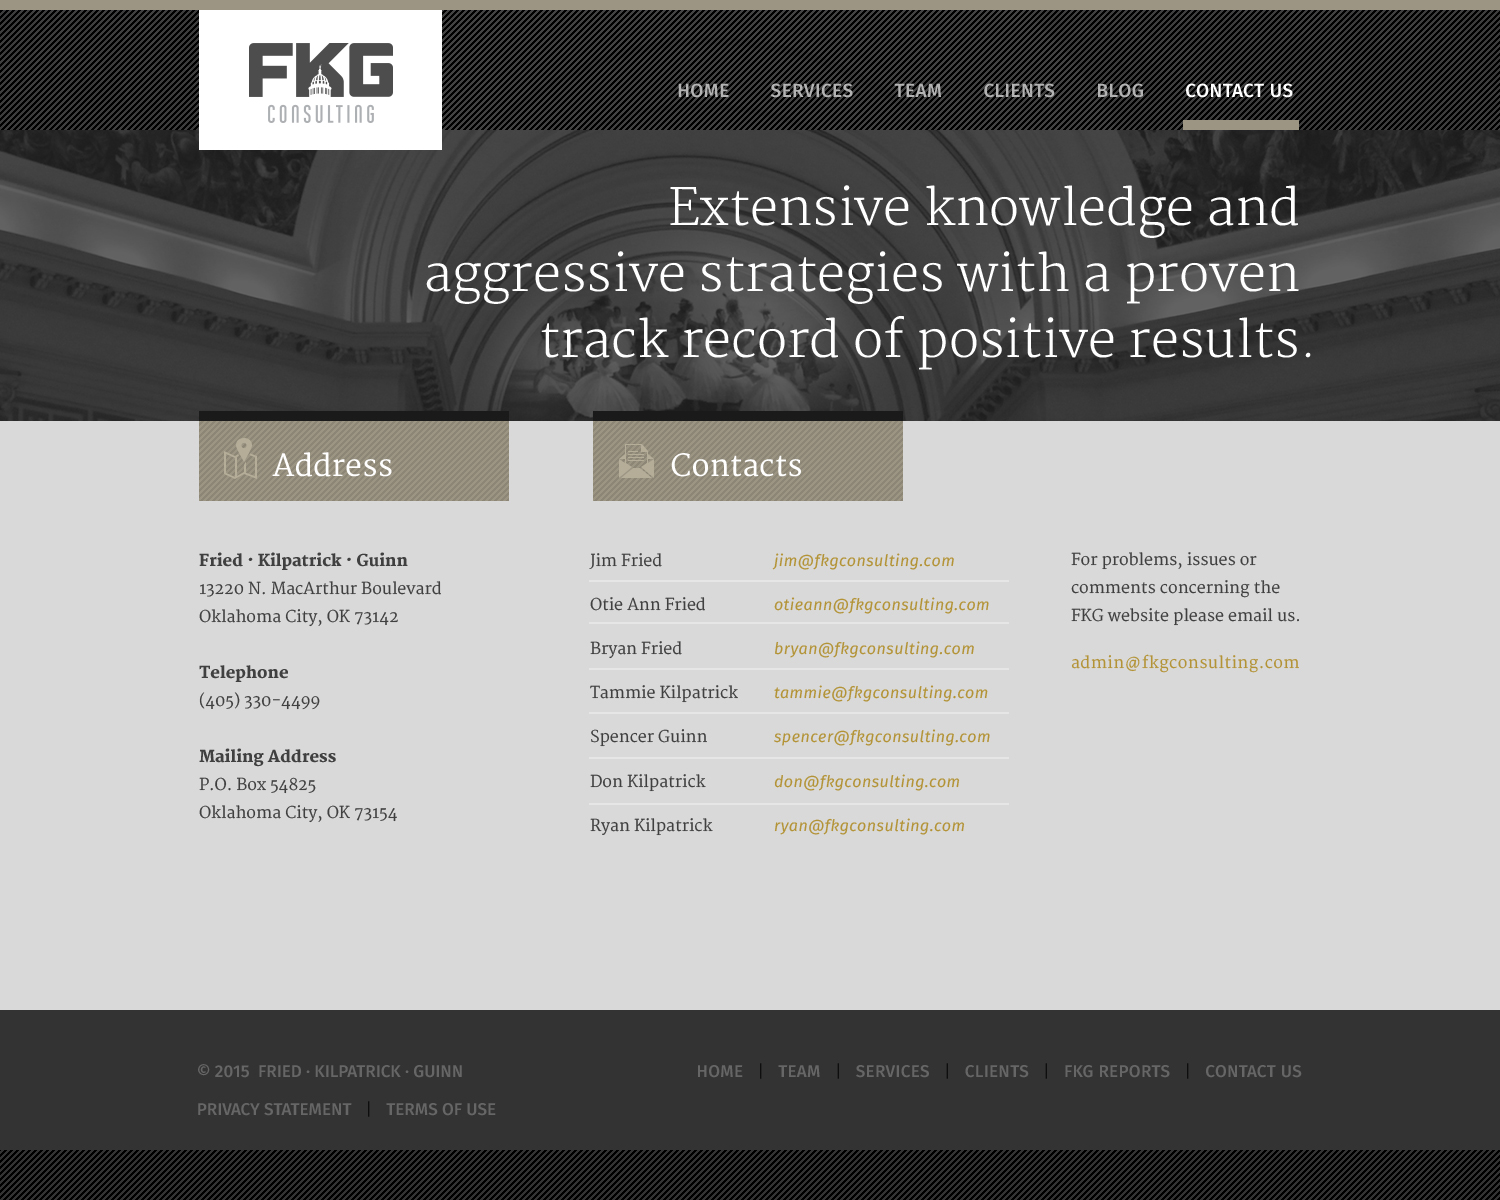 FKG
CONSULTING
HOME SERVICES TEAM CLIENTS BLOG CONTACT US
Extensive knowledge and
aggressive strategies with a proven
track record of positive results.
Address
Fried · Kilpatrick · Guinn
13220 N. MacArthur Boulevard
Oklahoma City, OK 73142
Telephone
(405) 330-4499
Mailing Address
P.O. Box 54825
Oklahoma City, OK 73154
Contacts
Jim Fried jim@fkgconsulting.com
Otie Ann Fried otieann@fkgconsulting.com
Bryan Fried bryan@fkgconsulting.com
Tammie Kilpatrick tammie@fkgconsulting.com
Spencer Guinn spencer@fkgconsulting.com
Don Kilpatrick don@fkgconsulting.com
Ryan Kilpatrick ryan@fkgconsulting.com
For problems, issues or
comments concerning the
FKG website please email us.
admin@fkgconsulting.com
© 2015 FRIED · KILPATRICK · GUINN
PRIVACY STATEMENT | TERMS OF USE
HOME | TEAM | SERVICES | CLIENTS | FKG REPORTS | CONTACT US